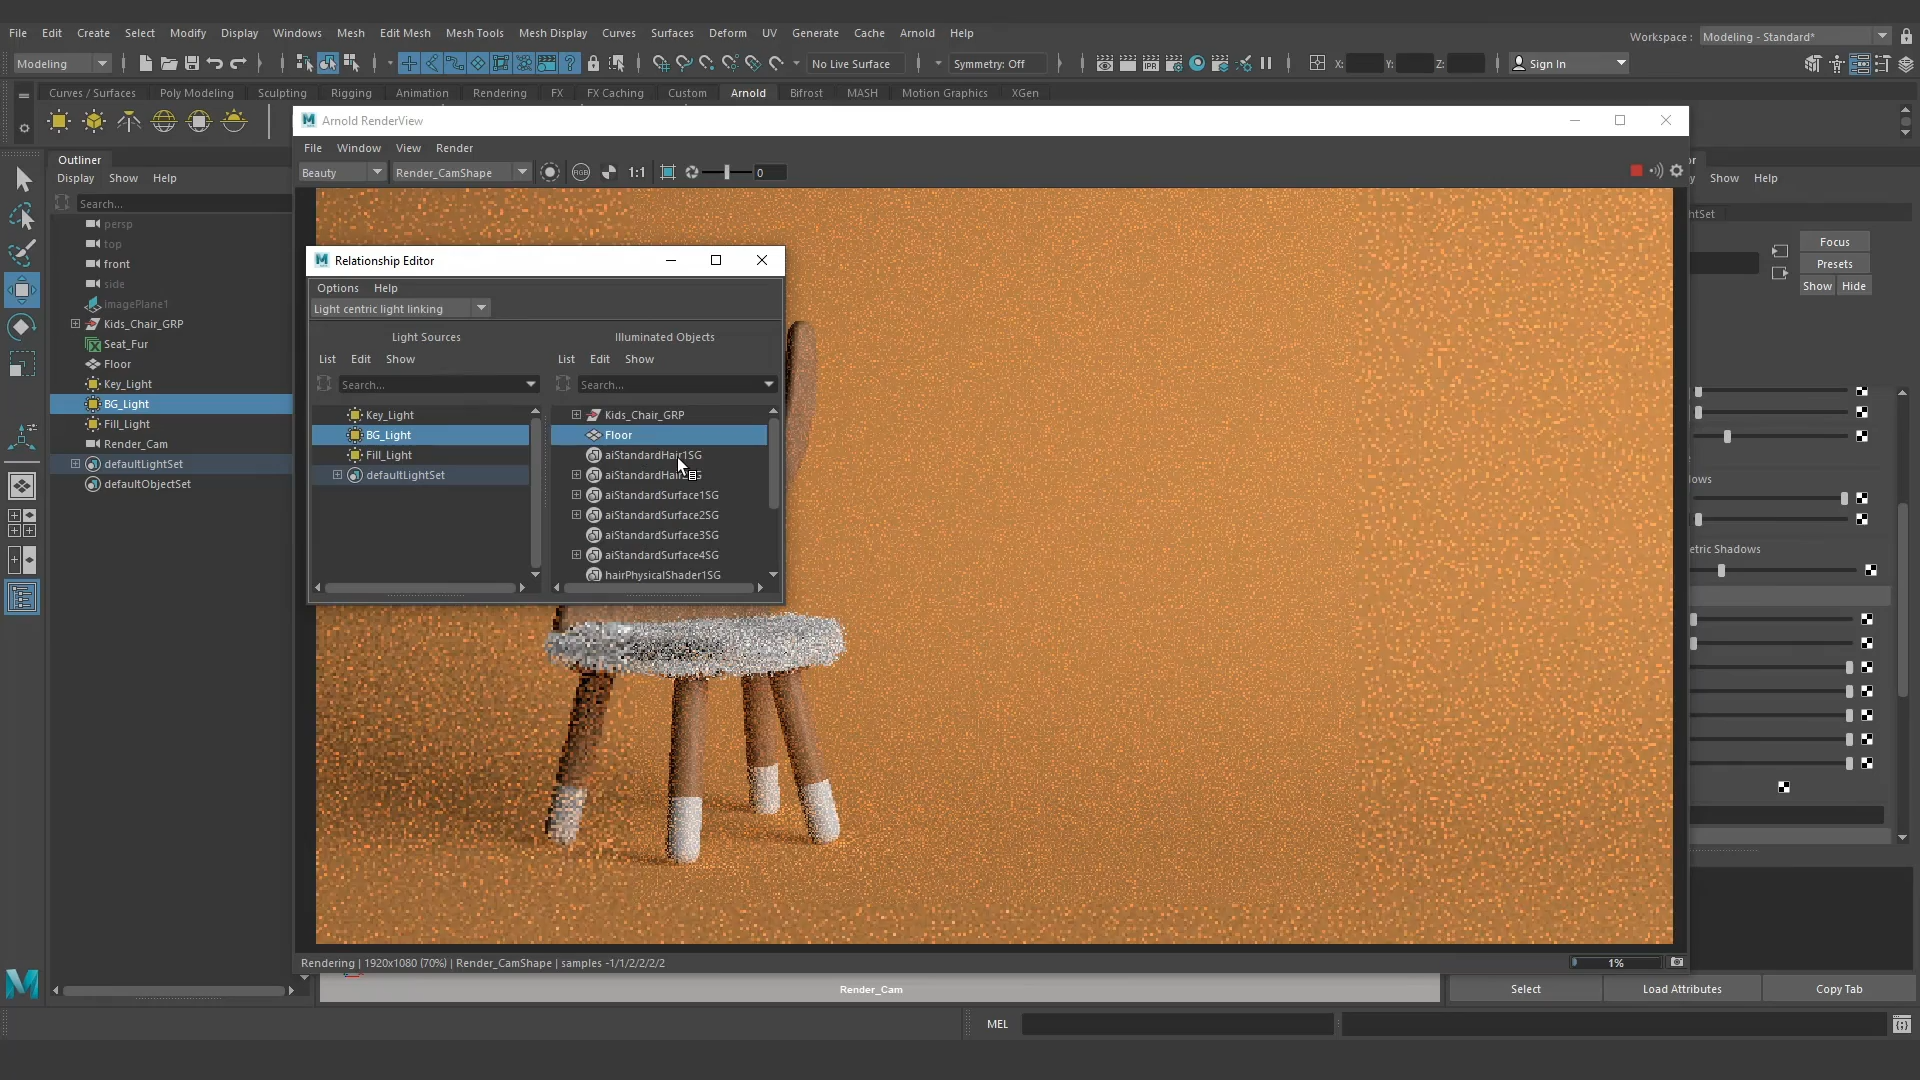 File Edit Create Select Modify Display Windows Mesh Edit Mesh Mesh Tools Mesh Display Curves Surfaces Deform UV Generate Cache Arnold Help
Workspace : Modeling - Standard*
Modeling No Live Surface Symmetry: Off X: Y: Z: Sign In
Curves / Surfaces Poly Modeling Sculpting Rigging Animation Rendering FX FX Caching Custom Arnold Bifrost MASH Motion Graphics XGen
Arnold RenderView
File Window View Render
Beauty Render_CamShape 1:1 0
Outliner
Display Show Help
Search...
persp
top
front
side
imagePlane1
Kids_Chair_GRP
Seat_Fur
Floor
Key_Light
BG_Light
Fill_Light
Render_Cam
defaultLightSet
defaultObjectSet
Relationship Editor
Options Help
Light centric light linking
Light Sources
List Edit Show
Search...
Key_Light
BG_Light
Fill_Light
defaultLightSet
Illuminated Objects
List Edit Show
Search...
Kids_Chair_GRP
Floor
aiStandardHair1SG
aiStandardHai
aiStandardSurface1SG
aiStandardSurface2SG
aiStandardSurface3SG
aiStandardSurface4SG
hairPhysicalShader1SG
or
y Show Help
htSet
Focus
Presets
Show Hide
ows
etric Shadows
Rendering | 1920x1080 (70%) | Render_CamShape | samples -1/1/2/2/2/2
1%
Render_Cam
Select Load Attributes Copy Tab
MEL